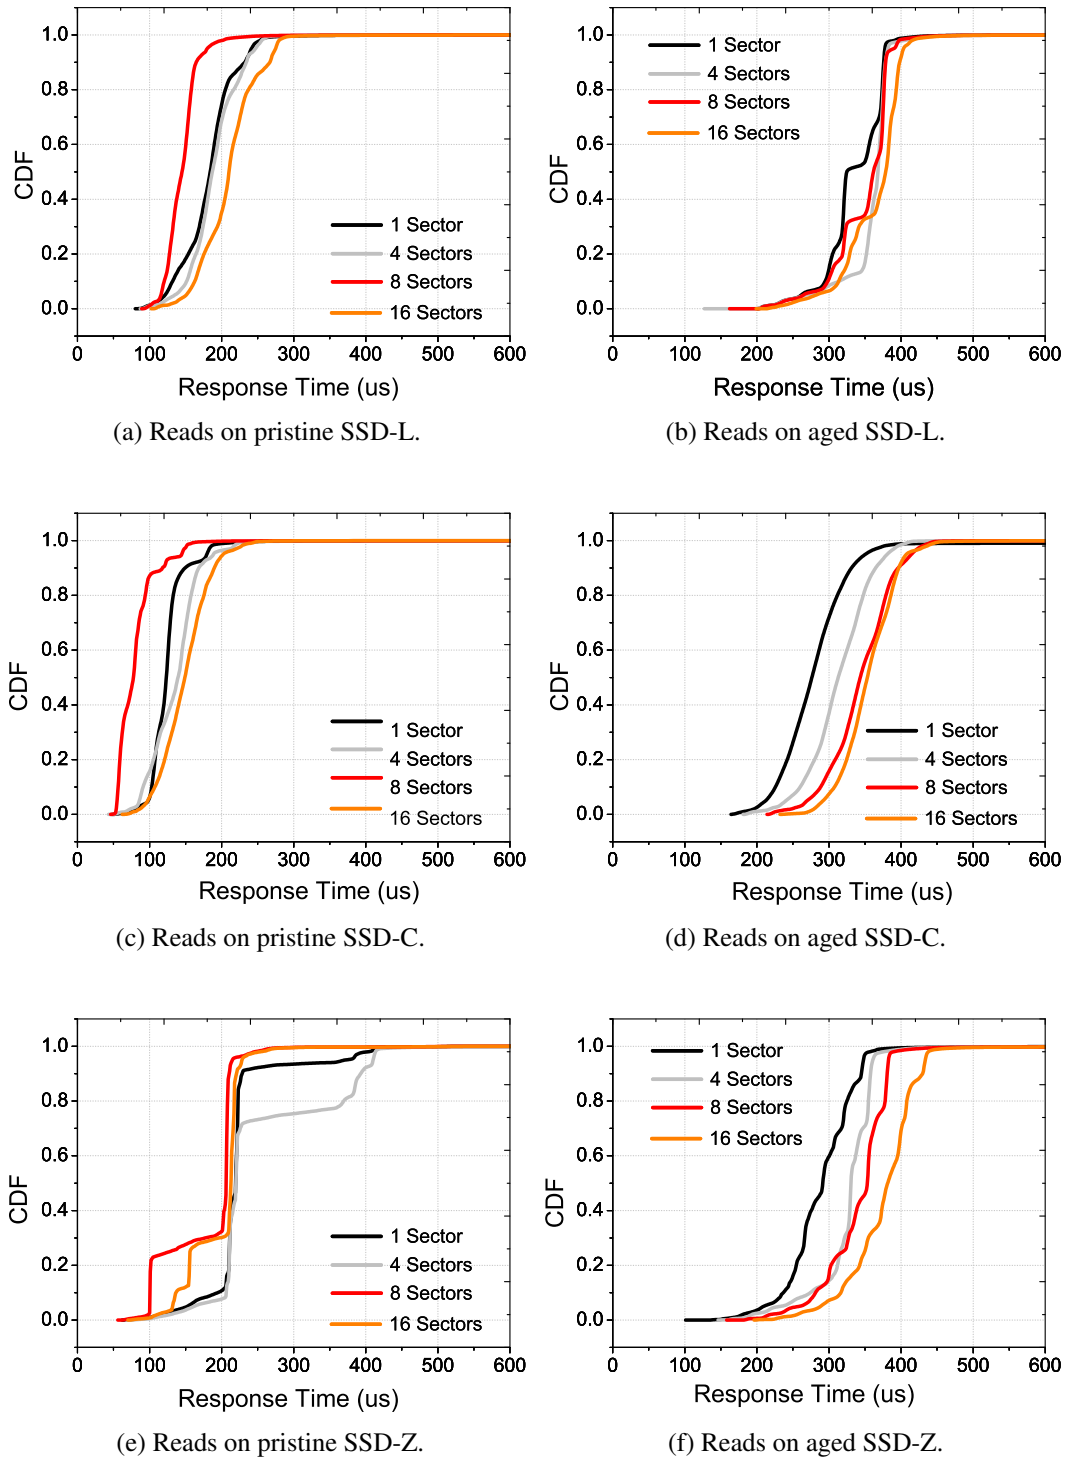 1.0
0.8
0.6
0.4
0.2
0.0
CDF
1 Sector
4 Sectors
8 Sectors
16 Sectors
0 100 200 300 400 500 600
Response Time (us)
(a) Reads on pristine SSD-L.
1.0
0.8
0.6
0.4
0.2
0.0
CDF
1 Sector
4 Sectors
8 Sectors
16 Sectors
0 100 200 300 400 500 600
Response Time (us)
(b) Reads on aged SSD-L.
1.0
0.8
0.6
0.4
0.2
0.0
CDF
1 Sector
4 Sectors
8 Sectors
16 Sectors
0 100 200 300 400 500 600
Response Time (us)
(c) Reads on pristine SSD-C.
1.0
0.8
0.6
0.4
0.2
0.0
CDF
1 Sector
4 Sectors
8 Sectors
16 Sectors
0 100 200 300 400 500 600
Response Time (us)
(d) Reads on aged SSD-C.
1.0
0.8
0.6
0.4
0.2
0.0
CDF
1 Sector
4 Sectors
8 Sectors
16 Sectors
0 100 200 300 400 500 600
Response Time (us)
(e) Reads on pristine SSD-Z.
1.0
0.8
0.6
0.4
0.2
0.0
CDF
1 Sector
4 Sectors
8 Sectors
16 Sectors
0 100 200 300 400 500 600
Response Time (us)
(f) Reads on aged SSD-Z.